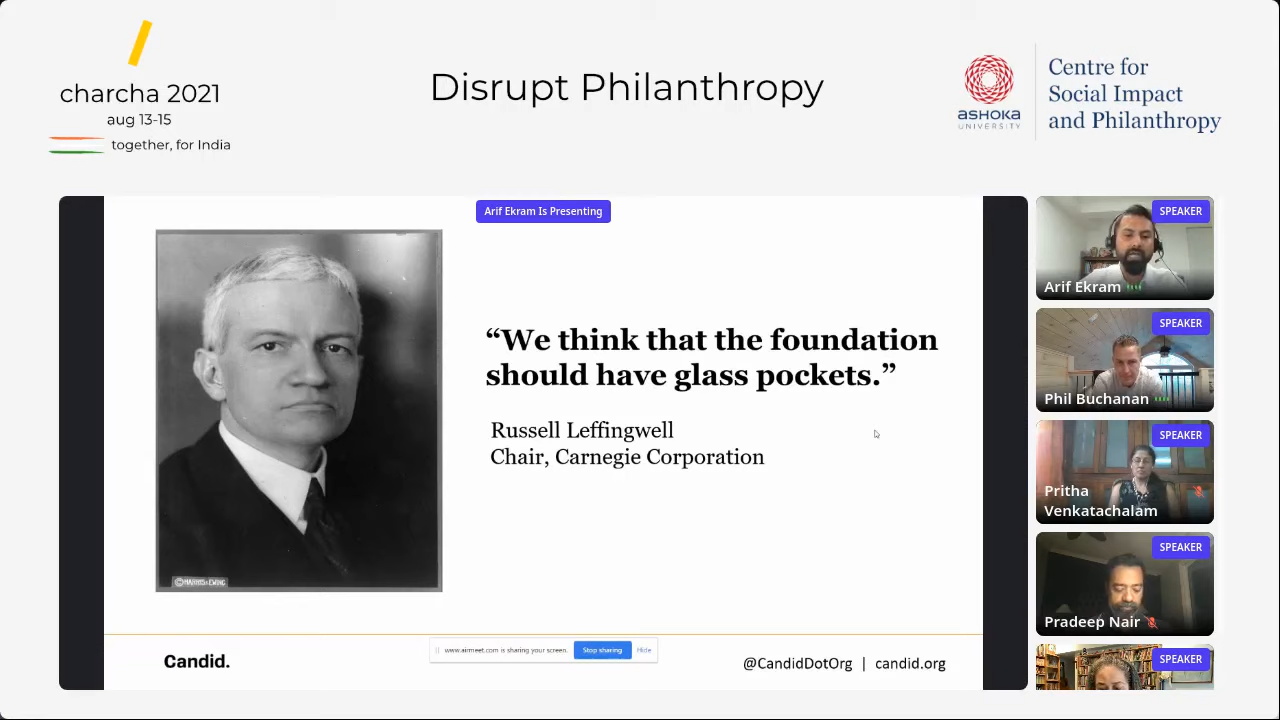 charcha 2021
aug 13-15
together, for India
Disrupt Philanthropy
ASHOKA
UNIVERSITY
Centre for
Social Impact
and Philanthropy
Arif Ekram Is Presenting
“We think that the foundation
should have glass pockets.”
Russell Leffingwell
Chair, Carnegie Corporation
©HARRIS & EWING
Candid.
www.airmeet.com is sharing your screen.
Stop sharing
Hide
@CandidDotOrg | candid.org
SPEAKER
Arif Ekram
SPEAKER
Phil Buchanan
SPEAKER
Pritha
Venkatachalam
SPEAKER
Pradeep Nair
SPEAKER